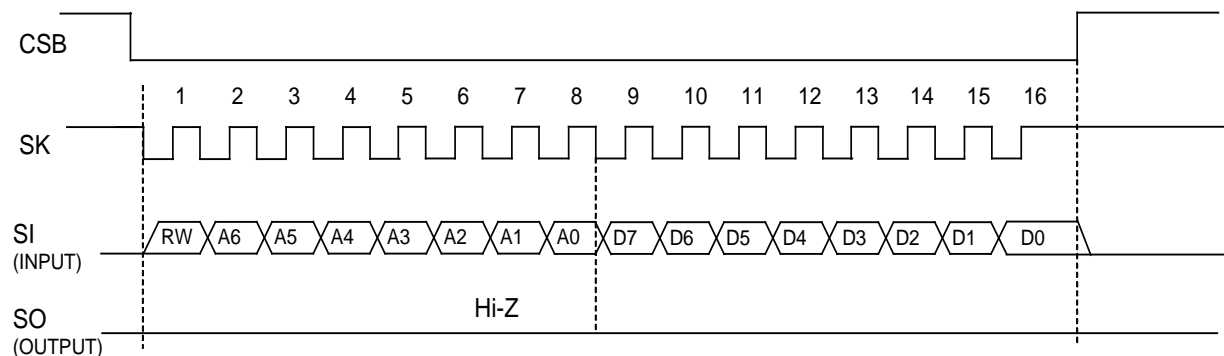 CSB
1 2 3 4 5 6 7 8 9 10 11 12 13 14 15 16
SK
SI
(INPUT)
RW A6 A5 A4 A3 A2 A1 A0 D7 D6 D5 D4 D3 D2 D1 D0
Hi-Z
SO
(OUTPUT)